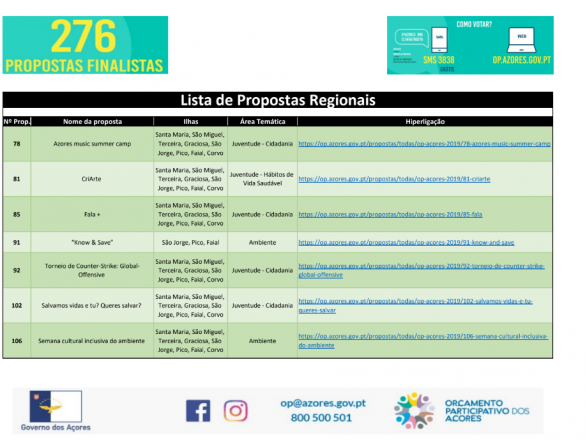 276
PROPOSTAS FINALISTAS
COMO VOTAR?
SMS
WEB
SMS 3838
GRÁTIS
OP.AZORES.GOV.PT
Lista de Propostas Regionais
Nº Prop. Nome da proposta Ilhas Área Temática Hiperligação
Santa Maria, São Miguel,
78 Azores music summer camp Terceira, Graciosa, São Juventude - Cidadania https://op.azores.gov.pt/propostas/todas/op-acores-2019/78-azores-music-summer-camp
Jorge, Pico, Faial, Corvo
Santa Maria, São Miguel,
81 CriArte Terceira, Graciosa, São Juventude - Hábitos de https://op.azores.gov.pt/propostas/todas/op-acores-2019/81-criarte
Jorge, Pico, Faial, Corvo Vida Saudável
Santa Maria, São Miguel,
85 Fala + Terceira, Graciosa, São Juventude - Cidadania https://op.azores.gov.pt/propostas/todas/op-acores-2019/85-fala
Jorge, Pico, Faial, Corvo
91 "Know & Save" São Jorge, Pico, Faial Ambiente https://op.azores.gov.pt/propostas/todas/op-acores-2019/91-know-and-save
Santa Maria, São Miguel,
92 Torneio de Counter-Strike: Global- Terceira, Graciosa, São Juventude - Cidadania https://op.azores.gov.pt/propostas/todas/op-acores-2019/92-torneio-de-counter-strike-
Offensive Jorge, Pico, Faial, Corvo global-offensive
Santa Maria, São Miguel,
102 Salvamos vidas e tu? Queres salvar? Terceira, Graciosa, São Juventude - Cidadania https://op.azores.gov.pt/propostas/todas/op-acores-2019/102-salvamos-vidas-e-tu-
Jorge, Pico, Faial, Corvo queres-salvar
Santa Maria, São Miguel,
106 Semana cultural inclusiva do ambiente Terceira, Graciosa, São Ambiente https://op.azores.gov.pt/propostas/todas/op-acores-2019/106-semana-cultural-inclusiva-
Jorge, Pico, Faial, Corvo do-ambiente
Governo dos Açores
op@azores.gov.pt
800 500 501
ORÇAMENTO
PARTICIPATIVO DOS
AÇORES